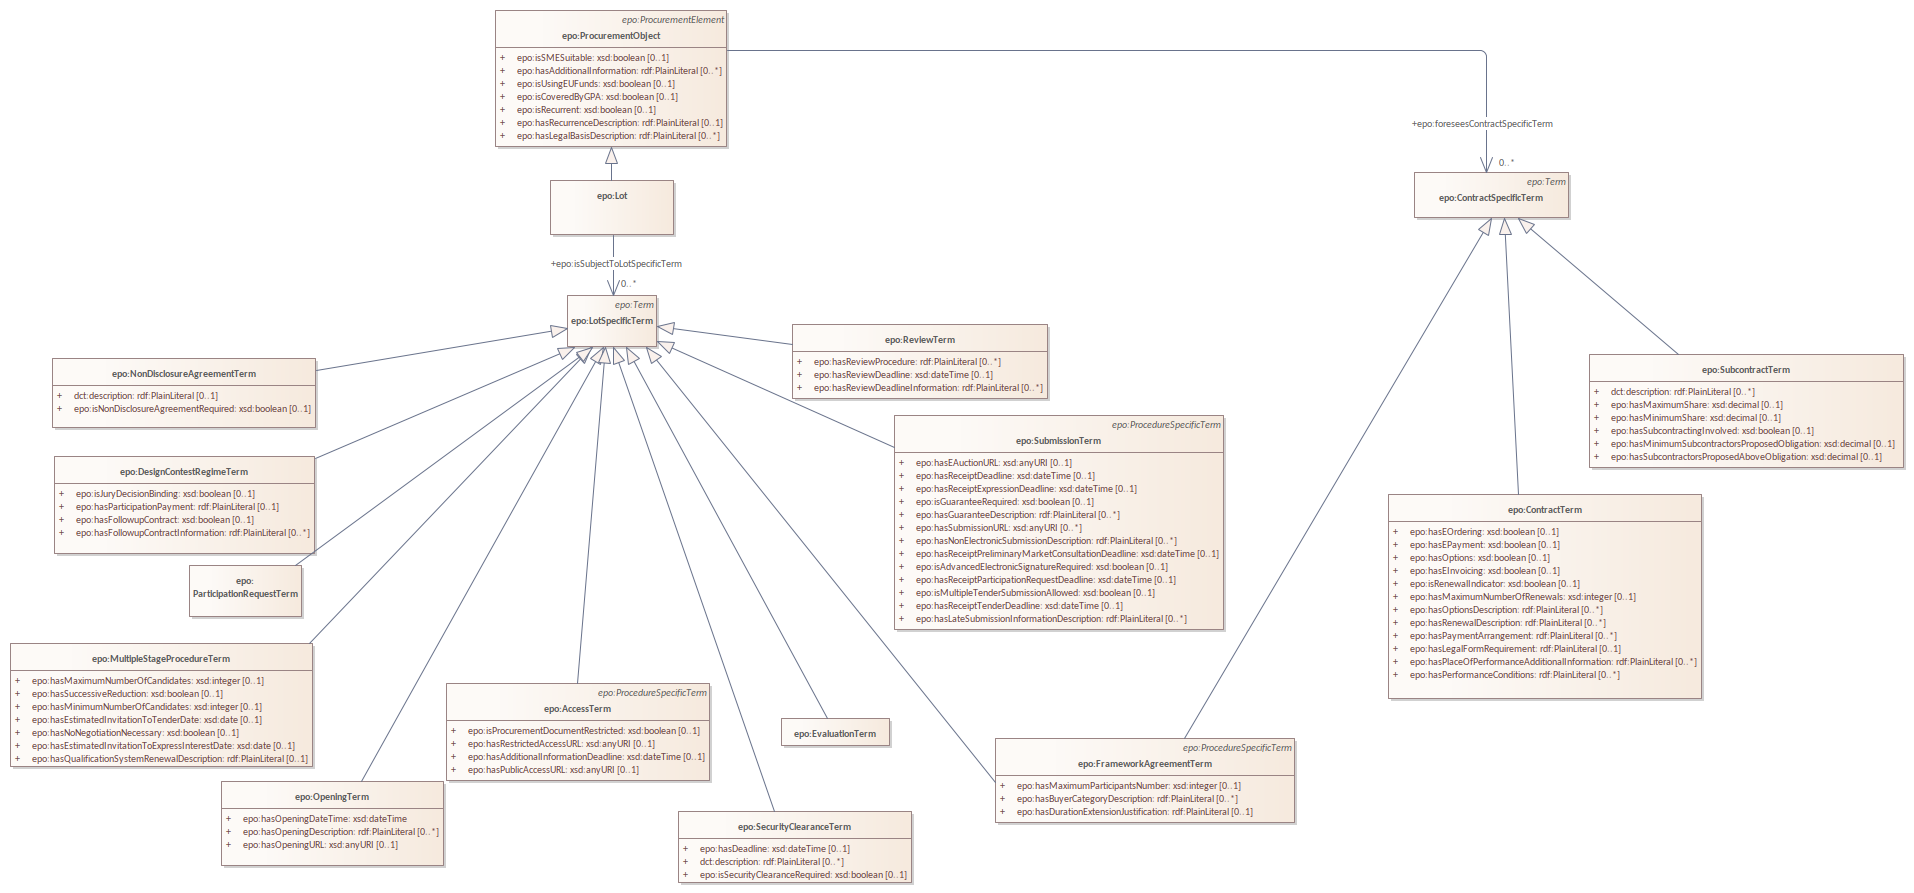 epo:ProcurementElement
epo:ProcurementObject
+ epo:isSMESuitable: xsd:boolean [0..1]
+ epo:hasAdditionalInformation: rdf:PlainLiteral [0..*]
+ epo:isUsingEUFunds: xsd:boolean [0..1]
+ epo:isCoveredByGPA: xsd:boolean [0..1]
+ epo:isRecurrent: xsd:boolean [0..1]
+ epo:hasRecurrenceDescription: rdf:PlainLiteral [0..1]
+ epo:hasLegalBasisDescription: rdf:PlainLiteral [0..*]
+epo:foreseesContractSpecificTerm
0..*
epo:Term
epo:ContractSpecificTerm
epo:Lot
+epo:isSubjectToLotSpecificTerm
0..*
epo:Term
epo:LotSpecificTerm
epo:ReviewTerm
+ epo:hasReviewProcedure: rdf:PlainLiteral [0..*]
+ epo:hasReviewDeadline: xsd:dateTime [0..1]
+ epo:hasReviewDeadlineInformation: rdf:PlainLiteral [0..*]
epo:NonDisclosureAgreementTerm
+ dct:description: rdf:PlainLiteral [0..1]
+ epo:isNonDisclosureAgreementRequired: xsd:boolean [0..1]
epo:SubcontractTerm
+ dct:description: rdf:PlainLiteral [0..*]
+ epo:hasMaximumShare: xsd:decimal [0..1]
+ epo:hasMinimumShare: xsd:decimal [0..1]
+ epo:hasSubcontractingInvolved: xsd:boolean [0..1]
+ epo:hasMinimumSubcontractorsProposedObligation: xsd:decimal [0..1]
+ epo:hasSubcontractorsProposedAboveObligation: xsd:decimal [0..1]
epo:ProcedureSpecificTerm
epo:SubmissionTerm
+ epo:hasEAuctionURL: xsd:anyURI [0..1]
+ epo:hasReceiptDeadline: xsd:dateTime [0..1]
+ epo:hasReceiptExpressionDeadline: xsd:dateTime [0..1]
+ epo:isGuaranteeRequired: xsd:boolean [0..1]
+ epo:hasGuaranteeDescription: rdf:PlainLiteral [0..*]
+ epo:hasSubmissionURL: xsd:anyURI [0..*]
+ epo:hasNonElectronicSubmissionDescription: rdf:PlainLiteral [0..*]
+ epo:hasReceiptPreliminaryMarketConsultationDeadline: xsd:dateTime [0..1]
+ epo:isAdvancedElectronicSignatureRequired: xsd:boolean [0..1]
+ epo:hasReceiptParticipationRequestDeadline: xsd:dateTime [0..1]
+ epo:isMultipleTenderSubmissionAllowed: xsd:boolean [0..1]
+ epo:hasReceiptTenderDeadline: xsd:dateTime [0..1]
+ epo:hasLateSubmissionInformationDescription: rdf:PlainLiteral [0..*]
epo:DesignContestRegimeTerm
+ epo:isJuryDecisionBinding: xsd:boolean [0..1]
+ epo:hasParticipationPayment: rdf:PlainLiteral [0..1]
+ epo:hasFollowupContract: xsd:boolean [0..1]
+ epo:hasFollowupContractInformation: rdf:PlainLiteral [0..*]
epo:
ParticipationRequestTerm
epo:ContractTerm
+ epo:hasEOrdering: xsd:boolean [0..1]
+ epo:hasEPayment: xsd:boolean [0..1]
+ epo:hasOptions: xsd:boolean [0..1]
+ epo:hasEInvoicing: xsd:boolean [0..1]
+ epo:isRenewalIndicator: xsd:boolean [0..1]
+ epo:hasMaximumNumberOfRenewals: xsd:integer [0..1]
+ epo:hasOptionsDescription: rdf:PlainLiteral [0..*]
+ epo:hasRenewalDescription: rdf:PlainLiteral [0..*]
+ epo:hasPaymentArrangement: rdf:PlainLiteral [0..*]
+ epo:hasLegalFormRequirement: rdf:PlainLiteral [0..1]
+ epo:hasPlaceOfPerformanceAdditionalInformation: rdf:PlainLiteral [0..*]
+ epo:hasPerformanceConditions: rdf:PlainLiteral [0..*]
epo:MultipleStageProcedureTerm
+ epo:hasMaximumNumberOfCandidates: xsd:integer [0..1]
+ epo:hasSuccessiveReduction: xsd:boolean [0..1]
+ epo:hasMinimumNumberOfCandidates: xsd:integer [0..1]
+ epo:hasEstimatedInvitationToTenderDate: xsd:date [0..1]
+ epo:hasNoNegotiationNecessary: xsd:boolean [0..1]
+ epo:hasEstimatedInvitationToExpressInterestDate: xsd:date [0..1]
+ epo:hasQualificationSystemRenewalDescription: rdf:PlainLiteral [0..1]
epo:ProcedureSpecificTerm
epo:AccessTerm
+ epo:isProcurementDocumentRestricted: xsd:boolean [0..1]
+ epo:hasRestrictedAccessURL: xsd:anyURI [0..1]
+ epo:hasAdditionalInformationDeadline: xsd:dateTime [0..1]
+ epo:hasPublicAccessURL: xsd:anyURI [0..1]
epo:EvaluationTerm
epo:ProcedureSpecificTerm
epo:FrameworkAgreementTerm
+ epo:hasMaximumParticipantsNumber: xsd:integer [0..1]
+ epo:hasBuyerCategoryDescription: rdf:PlainLiteral [0..*]
+ epo:hasDurationExtensionJustification: rdf:PlainLiteral [0..1]
epo:OpeningTerm
+ epo:hasOpeningDateTime: xsd:dateTime
+ epo:hasOpeningDescription: rdf:PlainLiteral [0..*]
+ epo:hasOpeningURL: xsd:anyURI [0..1]
epo:SecurityClearanceTerm
+ epo:hasDeadline: xsd:dateTime [0..1]
+ dct:description: rdf:PlainLiteral [0..*]
+ epo:isSecurityClearanceRequired: xsd:boolean [0..1]